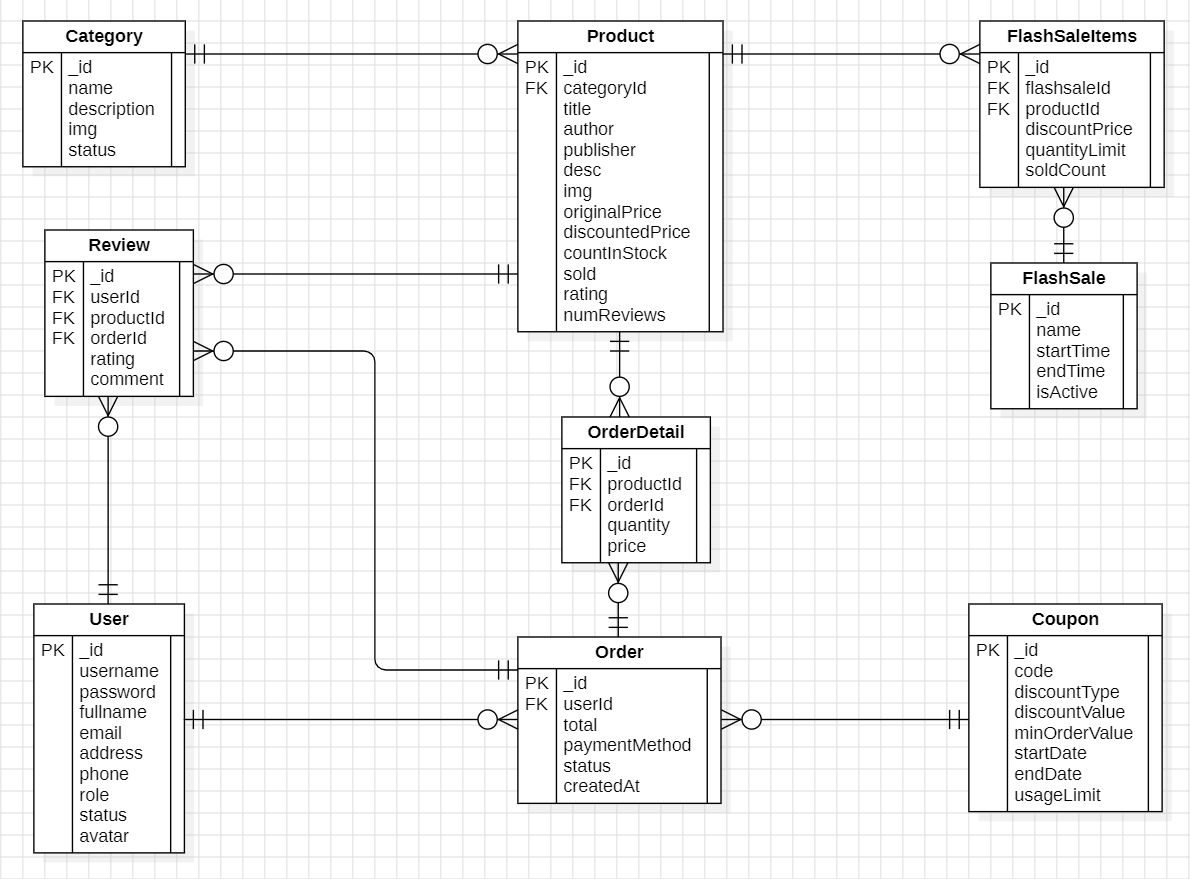 Category
PK _id
name
description
img
status
Product
PK _id
FK categoryId
title
author
publisher
desc
img
originalPrice
discountedPrice
countInStock
sold
rating
numReviews
FlashSaleItems
PK _id
FK flashsaleId
FK productId
discountPrice
quantityLimit
soldCount
Review
PK _id
FK userId
FK productId
FK orderId
rating
comment
FlashSale
PK _id
name
startTime
endTime
isActive
OrderDetail
PK _id
FK productId
FK orderId
quantity
price
User
PK _id
username
password
fullname
email
address
phone
role
status
avatar
Order
PK _id
FK userId
total
paymentMethod
status
createdAt
Coupon
PK _id
code
discountType
discountValue
minOrderValue
startDate
endDate
usageLimit